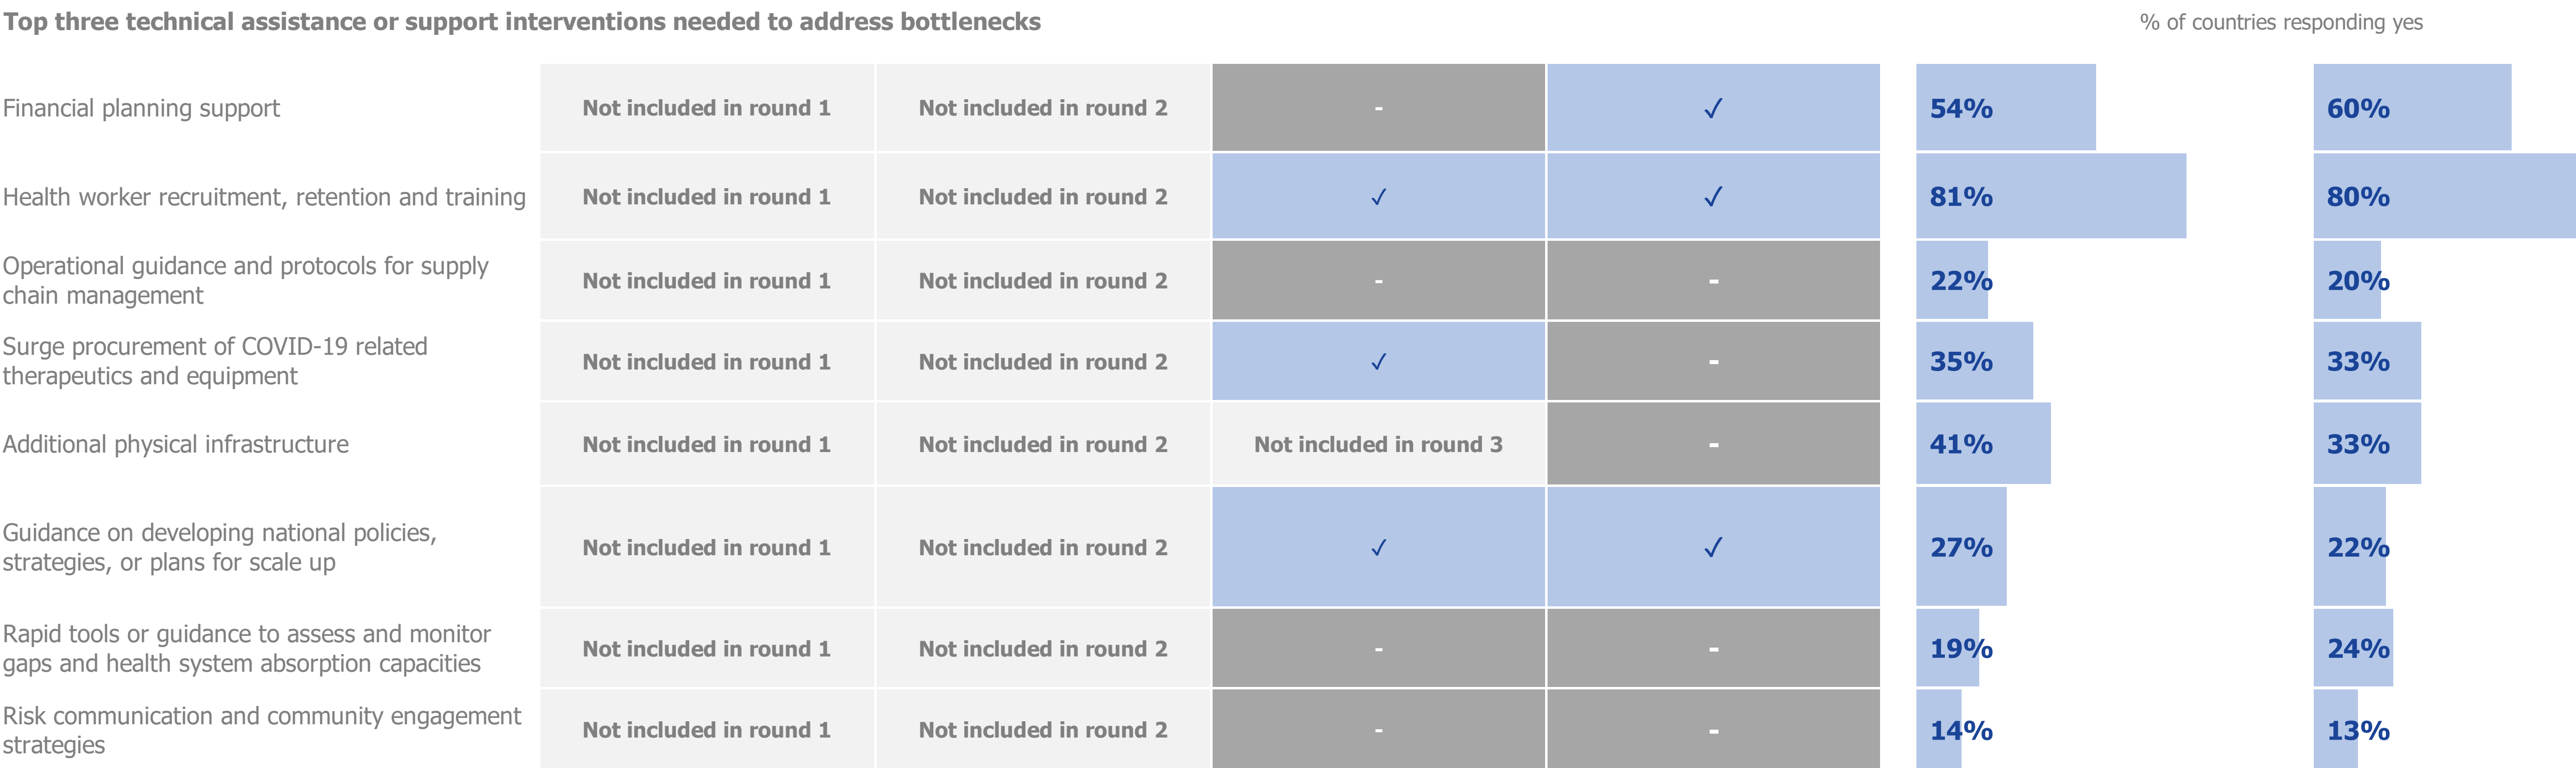 Top three technical assistance or support interventions needed to address bottlenecks
% of countries responding yes
Financial planning support
Not included in round 1
Not included in round 2
-
✓
54%
60%
Health worker recruitment, retention and training
Not included in round 1
Not included in round 2
✓
✓
81%
80%
Operational guidance and protocols for supply
chain management
Not included in round 1
Not included in round 2
-
-
22%
20%
Surge procurement of COVID-19 related
therapeutics and equipment
Not included in round 1
Not included in round 2
✓
-
35%
33%
Additional physical infrastructure
Not included in round 1
Not included in round 2
Not included in round 3
-
41%
33%
Guidance on developing national policies,
strategies, or plans for scale up
Not included in round 1
Not included in round 2
✓
✓
27%
22%
Rapid tools or guidance to assess and monitor
gaps and health system absorption capacities
Not included in round 1
Not included in round 2
-
-
19%
24%
Risk communication and community engagement
strategies
Not included in round 1
Not included in round 2
-
-
14%
13%